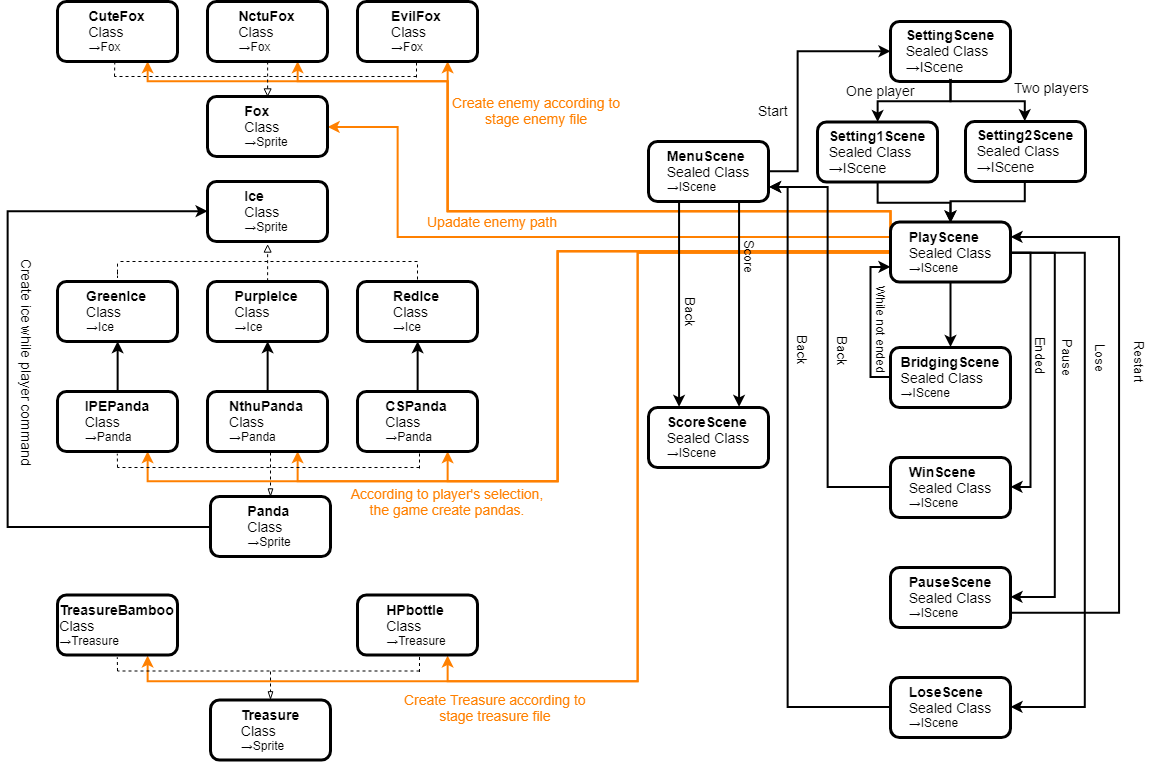 CuteFox
Class
→Fox
NctuFox
Class
→Fox
EvilFox
Class
→Fox
Fox
Class
→Sprite
Create enemy according to
stage enemy file
Ice
Class
→Sprite
Upadate enemy path
GreenIce
Class
→Ice
PurpleIce
Class
→Ice
RedIce
Class
→Ice
Create ice while player command
IPEPanda
Class
→Panda
NthuPanda
Class
→Panda
CSPanda
Class
→Panda
According to player's selection,
the game create pandas.
Panda
Class
→Sprite
TreasureBamboo
Class
→Treasure
HPbottle
Class
→Treasure
Create Treasure according to
stage treasure file
Treasure
Class
→Sprite
SettingScene
Sealed Class
→IScene
One player
Two players
Start
Setting1Scene
Sealed Class
→IScene
Setting2Scene
Sealed Class
→IScene
MenuScene
Sealed Class
→IScene
PlayScene
Sealed Class
→IScene
Score
Back
Back
Back
While not ended
Ended
Pause
Lose
Restart
BridgingScene
Sealed Class
→IScene
ScoreScene
Sealed Class
→IScene
WinScene
Sealed Class
→IScene
PauseScene
Sealed Class
→IScene
LoseScene
Sealed Class
→IScene